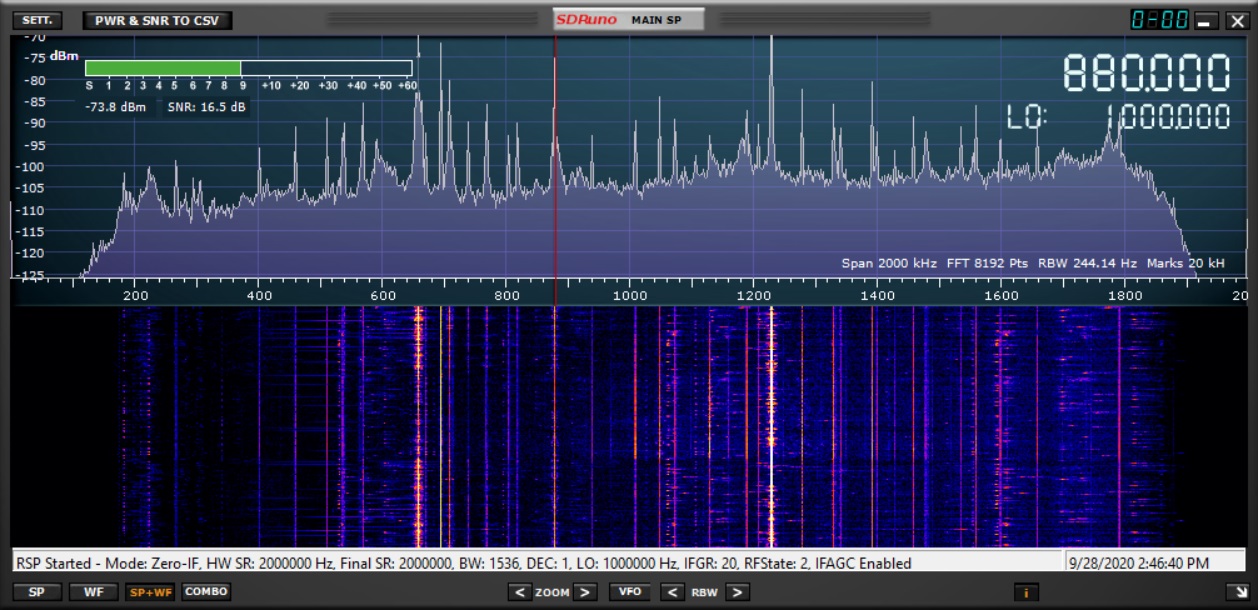 SETT. PWR & SNR TO CSV SDRuno MAIN SP 0-00
-70
dBm
-75
-80
-85
-90
-95
-100
-105
-110
-115
-120
-125
S 1 2 3 4 5 6 7 8 9 +10 +20 +30 +40 +50 +60
-73.8 dBm SNR: 16.5 dB
880.000
LO: 1000.000
Span 2000 kHz FFT 8192 Pts RBW 244.14 Hz Marks 20 kH
200 400 600 800 1000 1200 1400 1600 1800 20
RSP Started - Mode: Zero-IF, HW SR: 2000000 Hz, Final SR: 2000000, BW: 1536, DEC: 1, LO: 1000000 Hz, IFGR: 20, RFState: 2, IFAGC Enabled 9/28/2020 2:46:40 PM
SP WF SP+WF COMBO < ZOOM > VFO < RBW > i